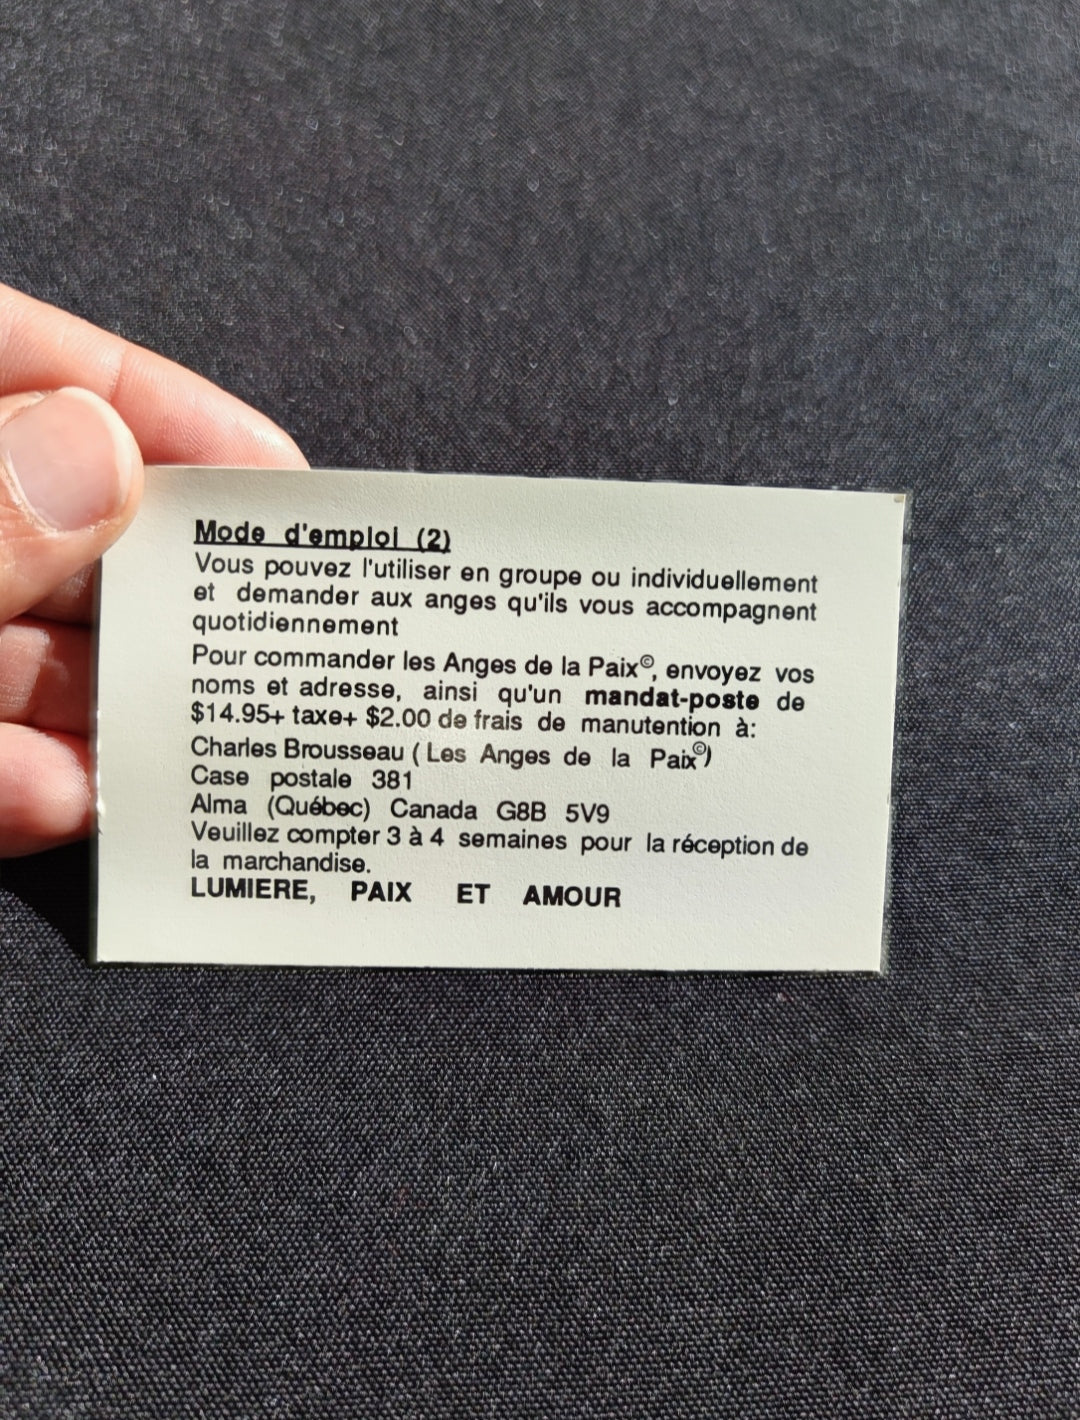 Mode d'emploi (2)
Vous pouvez l'utiliser en groupe ou individuellement
et demander aux anges qu'ils vous accompagnent
quotidiennement
Pour commander les Anges de la Paix©, envoyez vos
noms et adresse, ainsi qu'un mandat-poste de
$14.95+ taxe+ $2.00 de frais de manutention à:
Charles Brousseau ( Les Anges de la Paix©)
Case postale 381
Alma (Québec) Canada G8B 5V9
Veuillez compter 3 à 4 semaines pour la réception de
la marchandise.
LUMIERE, PAIX ET AMOUR